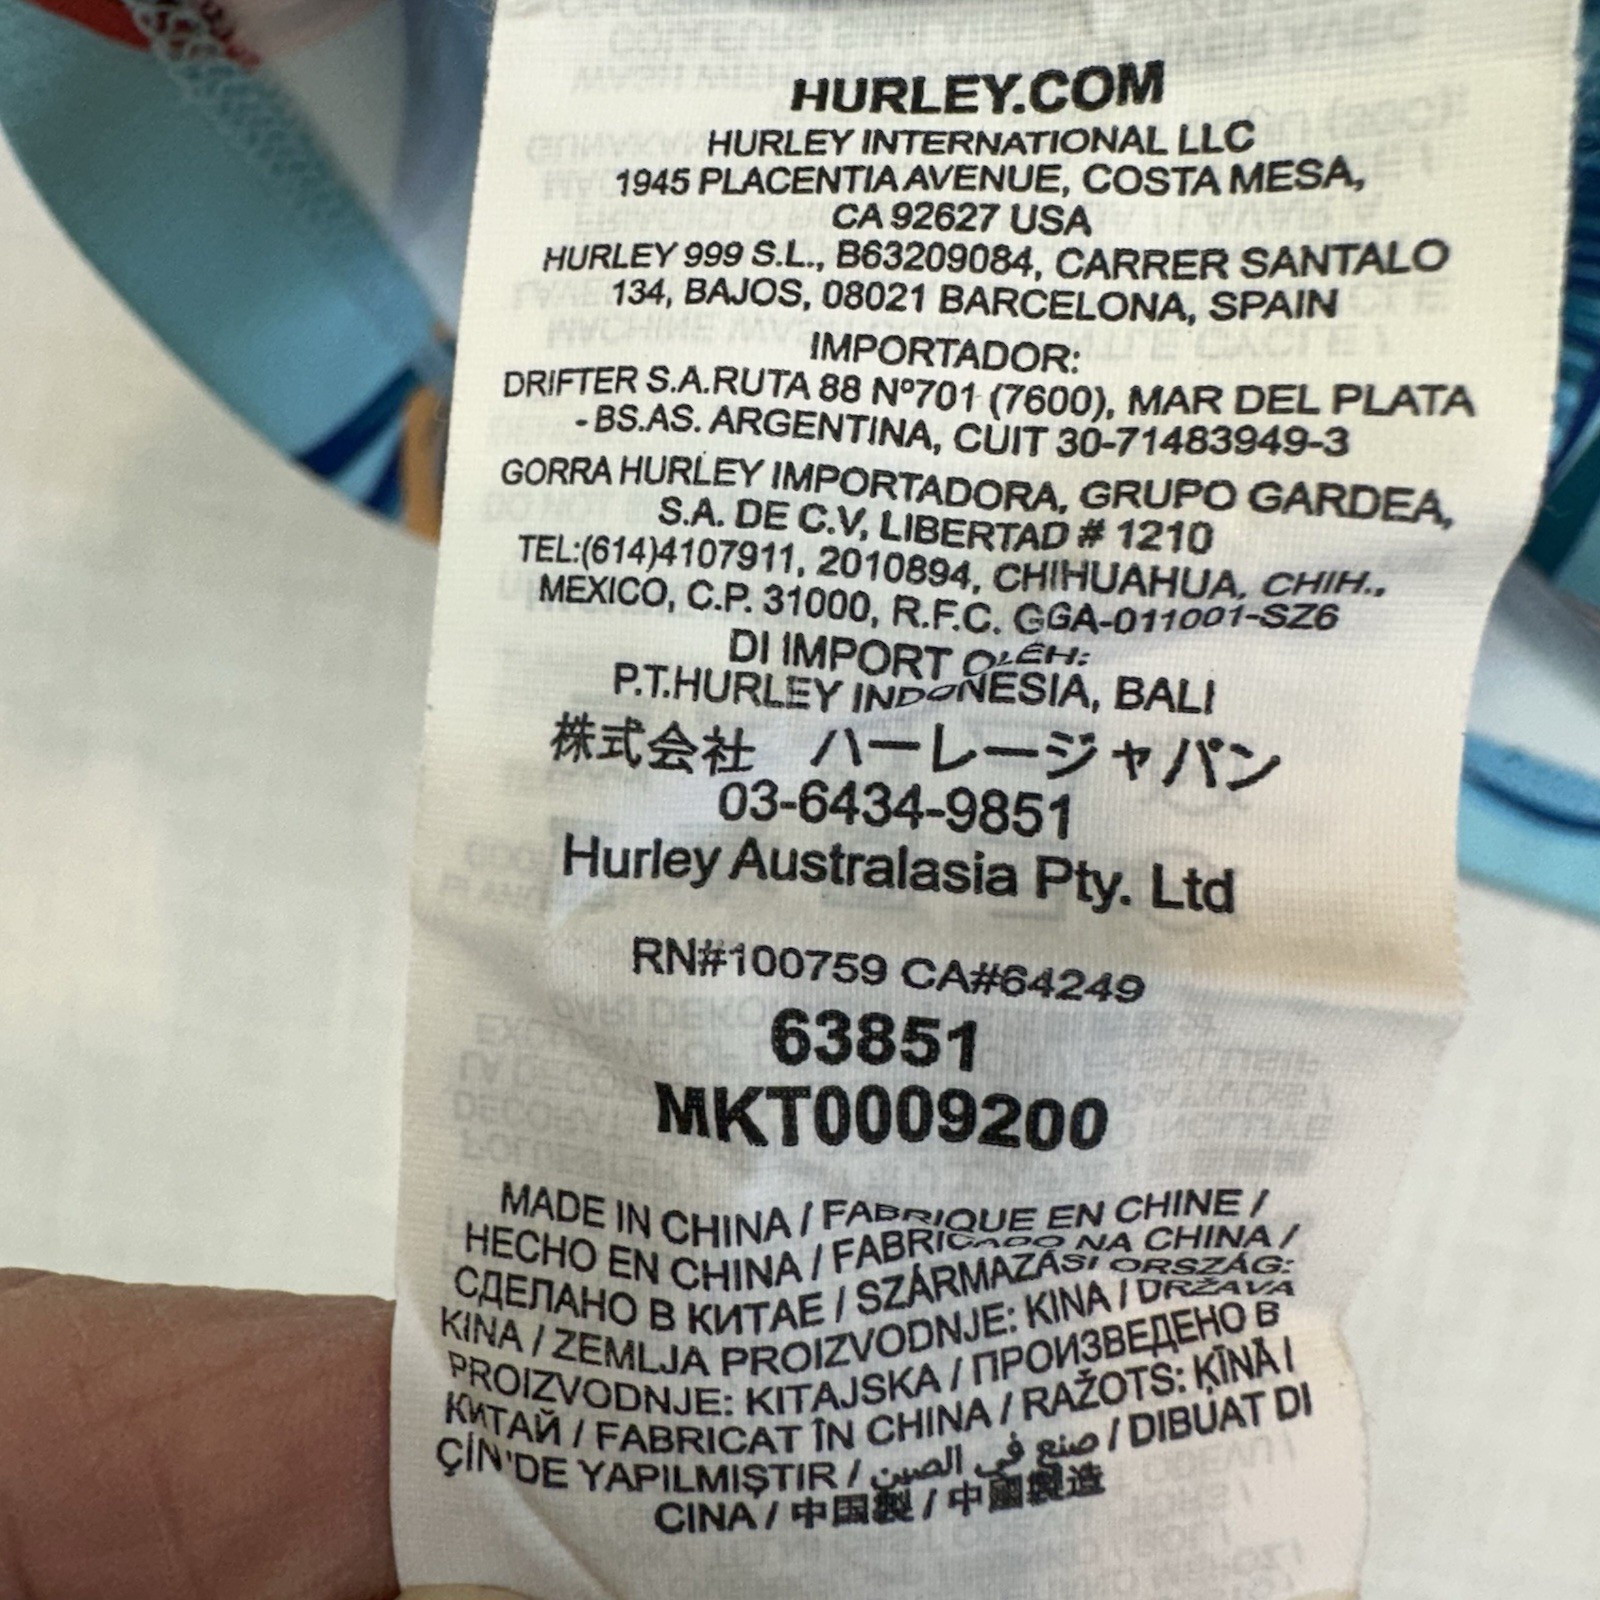 HURLEY.COM
HURLEY INTERNATIONAL LLC
1945 PLACENTIA AVENUE, COSTA MESA,
CA 92627 USA
HURLEY 999 S.L., B63209084, CARRER SANTALO
134, BAJOS, 08021 BARCELONA, SPAIN
IMPORTADOR:
DRIFTER S.A.RUTA 88 Nº701 (7600), MAR DEL PLATA
- BS.AS. ARGENTINA, CUIT 30-71483949-3
GORRA HURLEY IMPORTADORA, GRUPO GARDEA,
S.A. DE C.V, LIBERTAD # 1210
TEL:(614)4107911, 2010894, CHIHUAHUA, CHIH.,
MEXICO, C.P. 31000, R.F.C. GGA-011001-SZ6
DI IMPORT OLEH:
P.T.HURLEY INDONESIA, BALI
株式会社 ハーレージャパン
03-6434-9851
Hurley Australasia Pty. Ltd
RN#100759 CA#64249
63851
MKT0009200
MADE IN CHINA / FABRIQUE EN CHINE /
HECHO EN CHINA / FABRICADO NA CHINA /
СДЕЛАНО В КИТАЕ / SZÁRMAZÁSI ORSZÁG:
KINA / ZEMLJA PROIZVODNJE: KINA / DRŽAVA
PROIZVODNJE: KITAJSKA / ПРОИЗВЕДЕНО В
КИТАЙ / FABRICAT ÎN CHINA / RAŽOTS: ĶĪNĀ /
ÇİN'DE YAPILMIŞTIR / صنع في الصين / DIBUAT DI
CINA / 中国製 / 中國製造